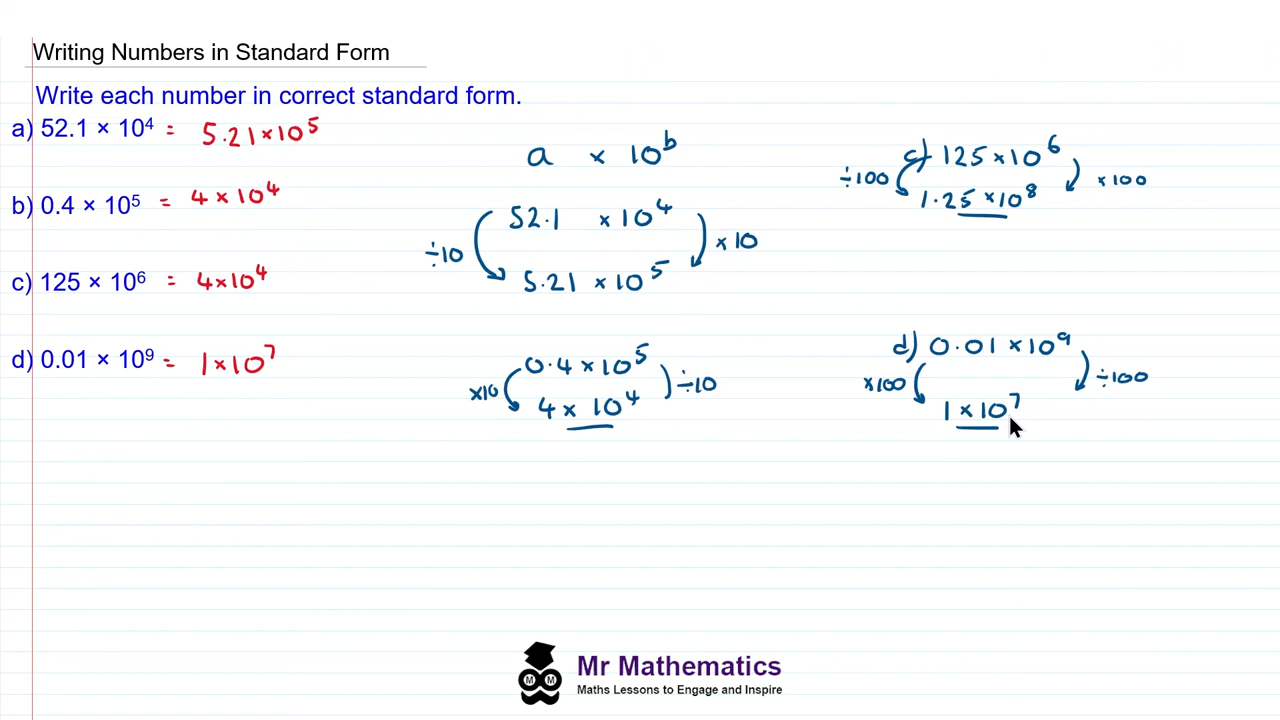 Writing Numbers in Standard Form
Write each number in correct standard form.
a) 52.1 × 10⁴ = 5.21 × 10⁵
b) 0.4 × 10⁵ = 4 × 10⁴
c) 125 × 10⁶ = 4 × 10⁴
d) 0.01 × 10⁹ = 1 × 10⁷
a × 10ᵇ
52.1 × 10⁴
÷10 × 10
5.21 × 10⁵
0.4 × 10⁵
×10 ÷10
4 × 10⁴
c) 125 × 10⁶
÷100 × 100
1.25 × 10⁸
d) 0.01 × 10⁹
×100 ÷100
1 × 10⁷
M M
Mr Mathematics
Maths Lessons to Engage and Inspire